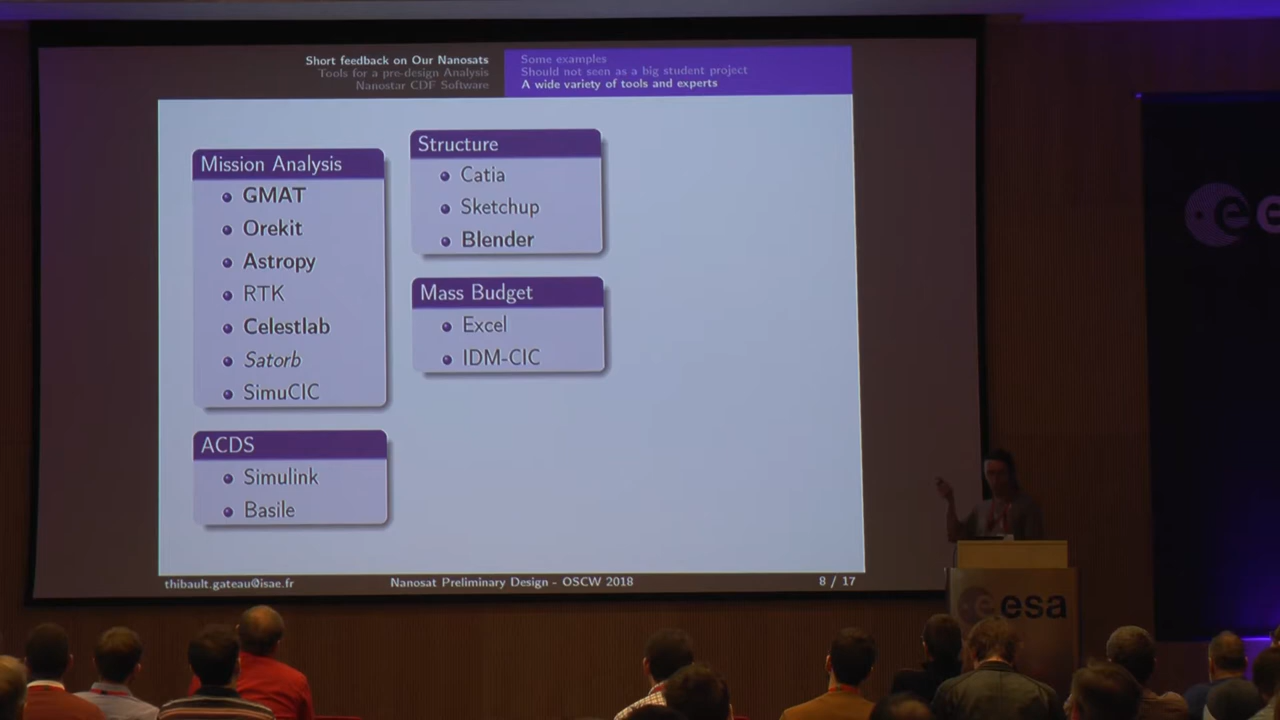 Short feedback on Our Nanosats
Tools for a pre-design Analysis
Nanostar CDF Software
Some examples
Should not seen as a big student project
A wide variety of tools and experts
Mission Analysis
GMAT
Orekit
Astropy
RTK
Celestlab
Satorb
SimuCIC
ACDS
Simulink
Basile
Structure
Catia
Sketchup
Blender
Mass Budget
Excel
IDM-CIC
thibault.gateau@isae.fr
Nanosat Preliminary Design - OSCW 2018
8 / 17
esa